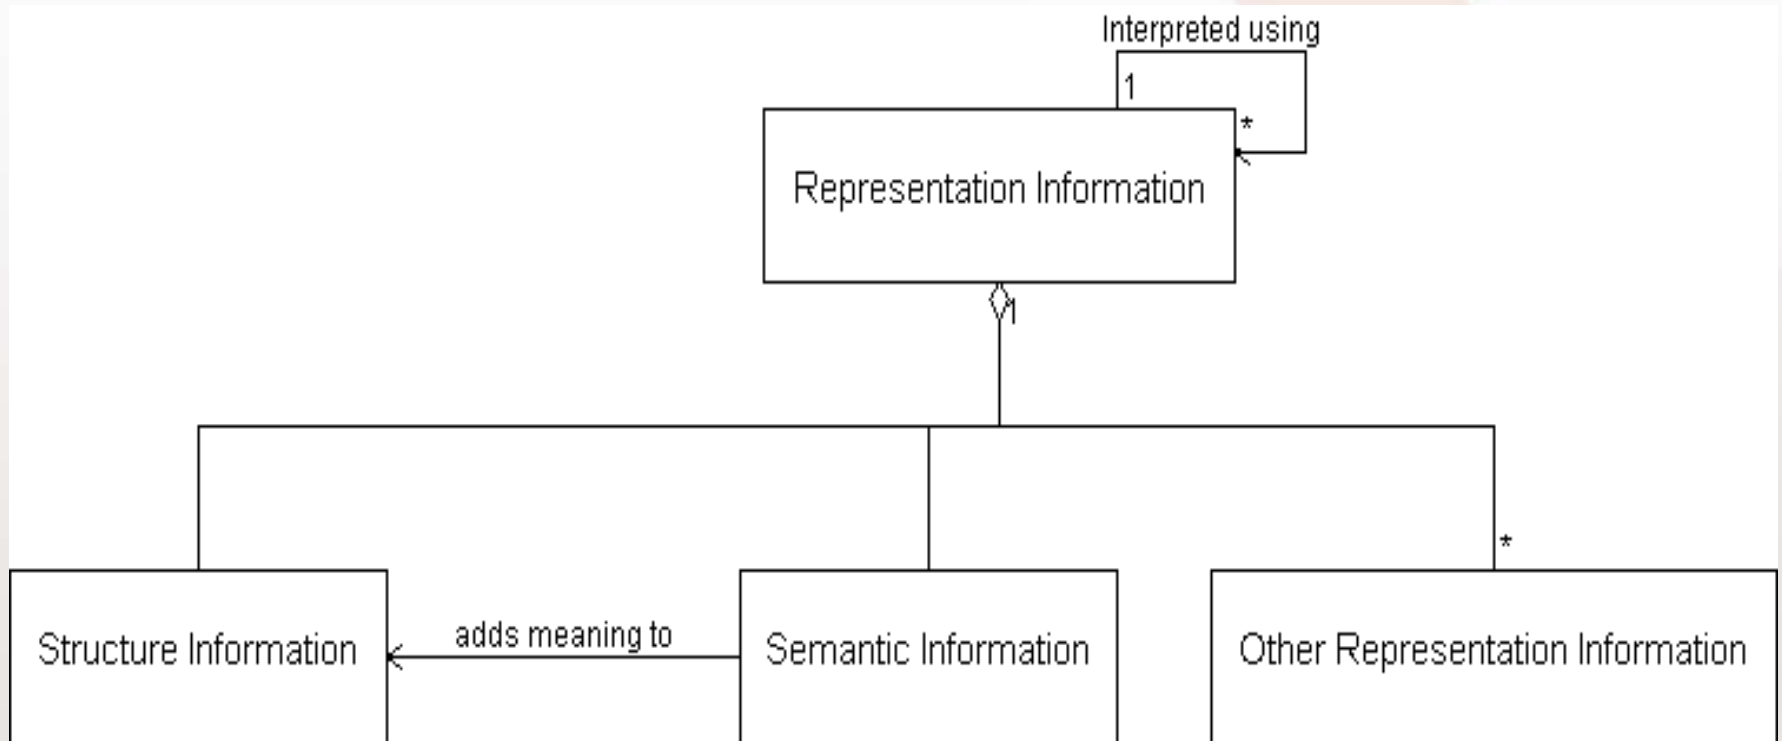 Interpreted using
1
*
Representation Information
1
*
adds meaning to
Structure Information
Semantic Information
Other Representation Information